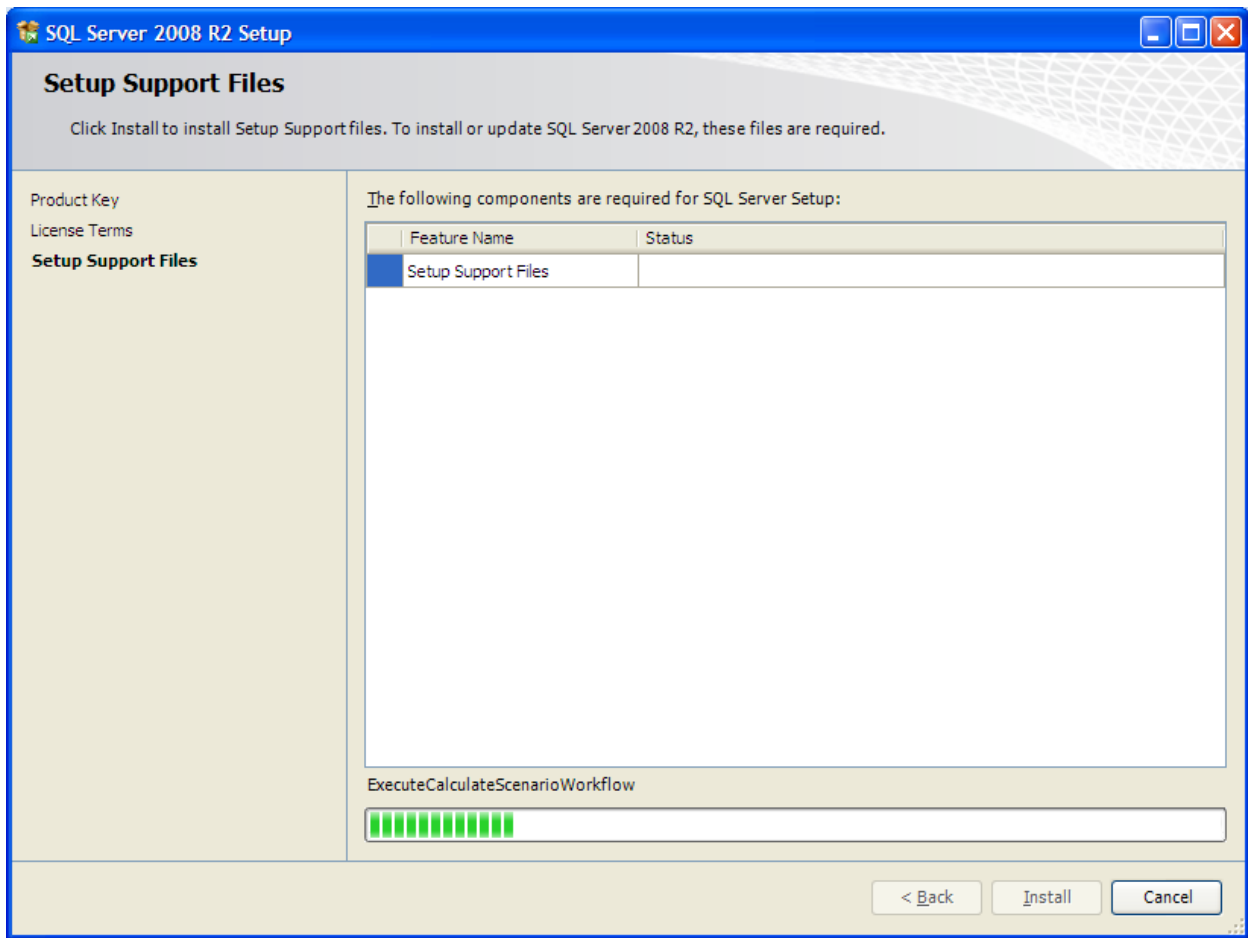 SQL Server 2008 R2 Setup
Setup Support Files
Click Install to install Setup Support files. To install or update SQL Server 2008 R2, these files are required.
Product Key
License Terms
Setup Support Files
The following components are required for SQL Server Setup:
Feature Name Status
Setup Support Files
ExecuteCalculateScenarioWorkflow
< Back Install Cancel